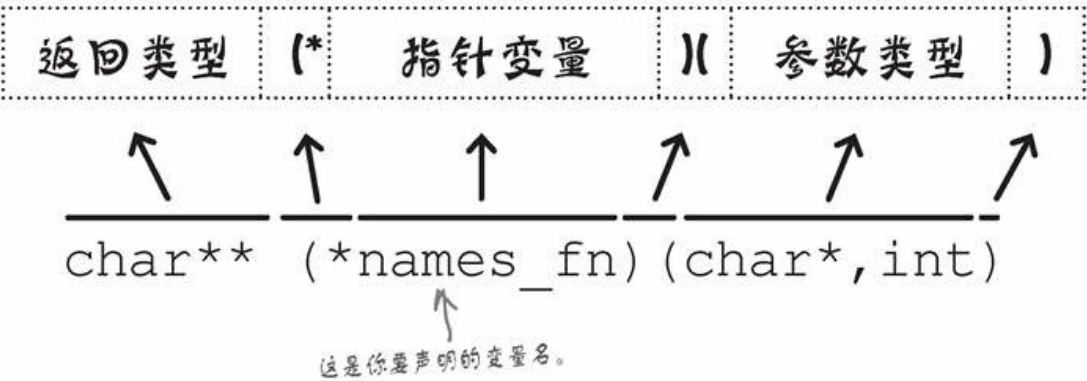 返回类型 (* 指针变量 )( 参数类型 )
char** (*names_fn)(char*,int)
这是你要声明的变量名。